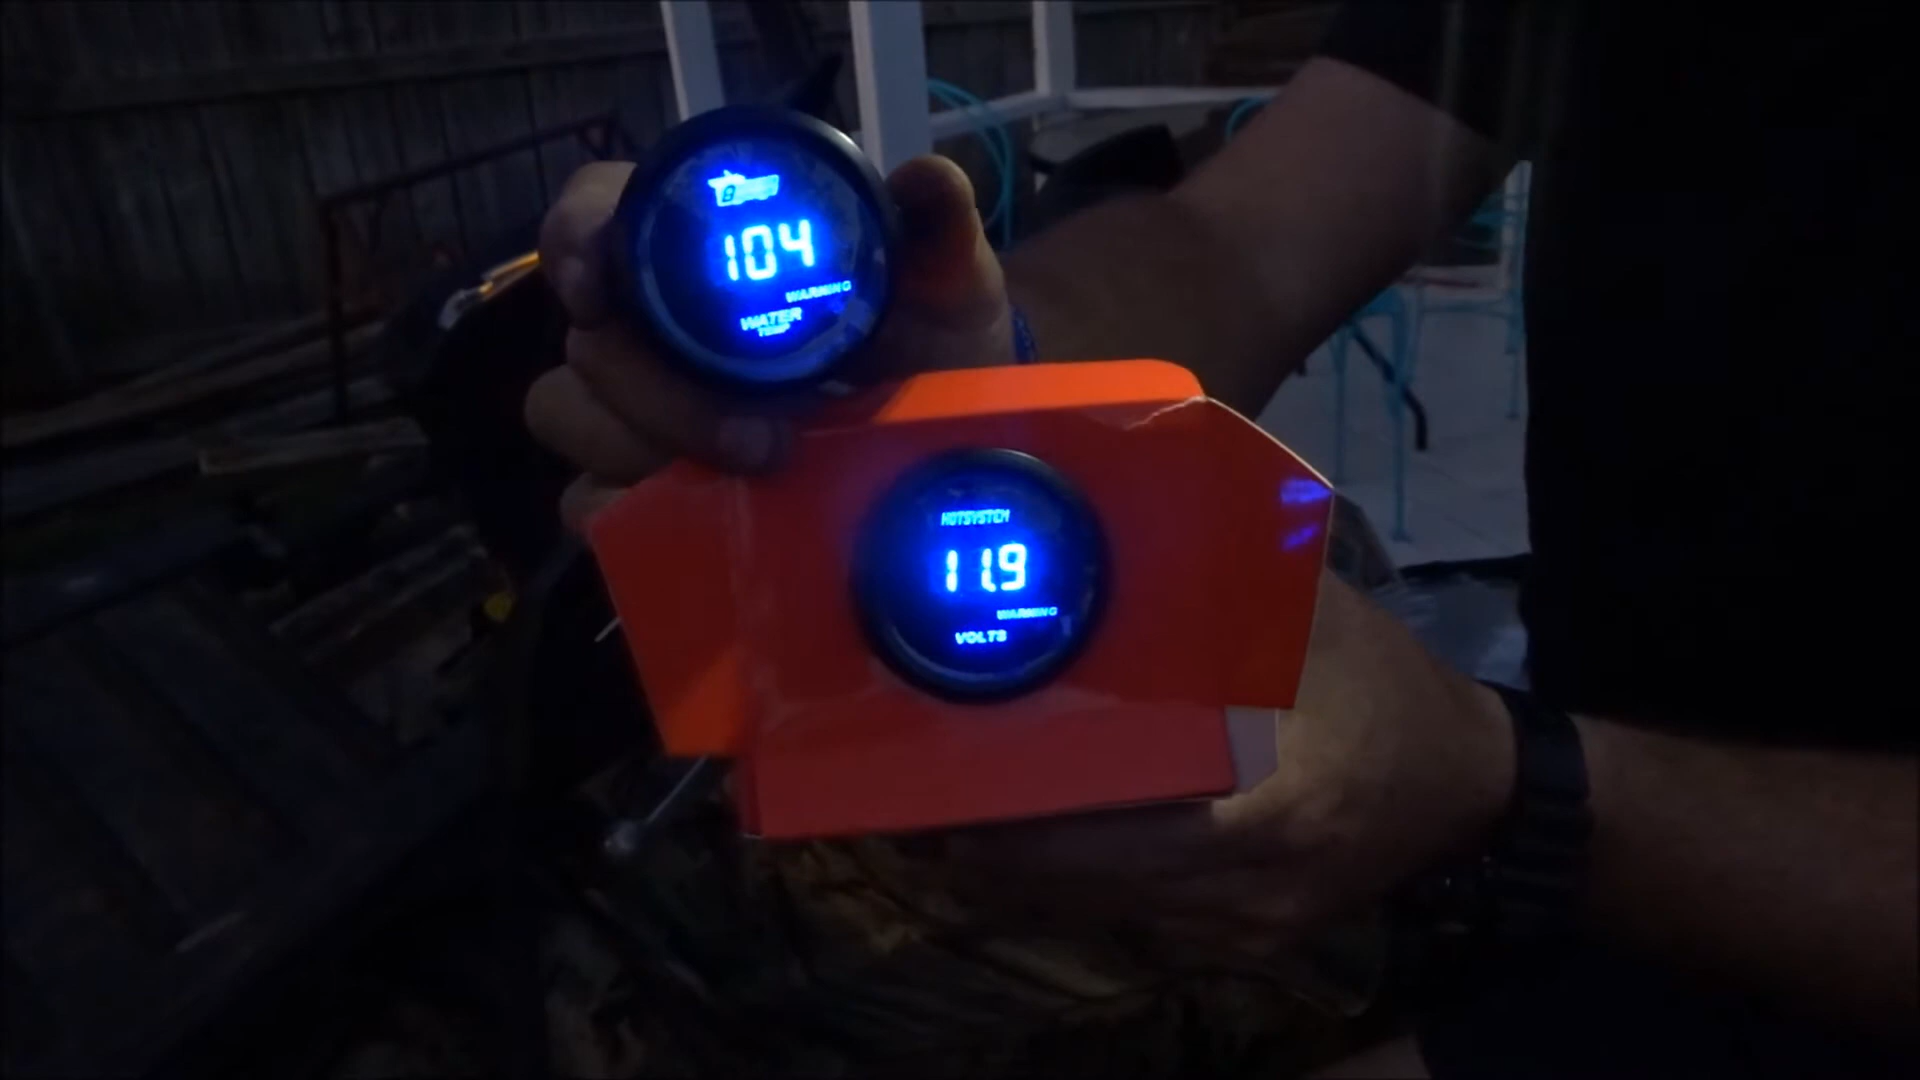 104
WARNING
WATER
TEMP
HOTSYSTEM
11.9
WARNING
VOLTS